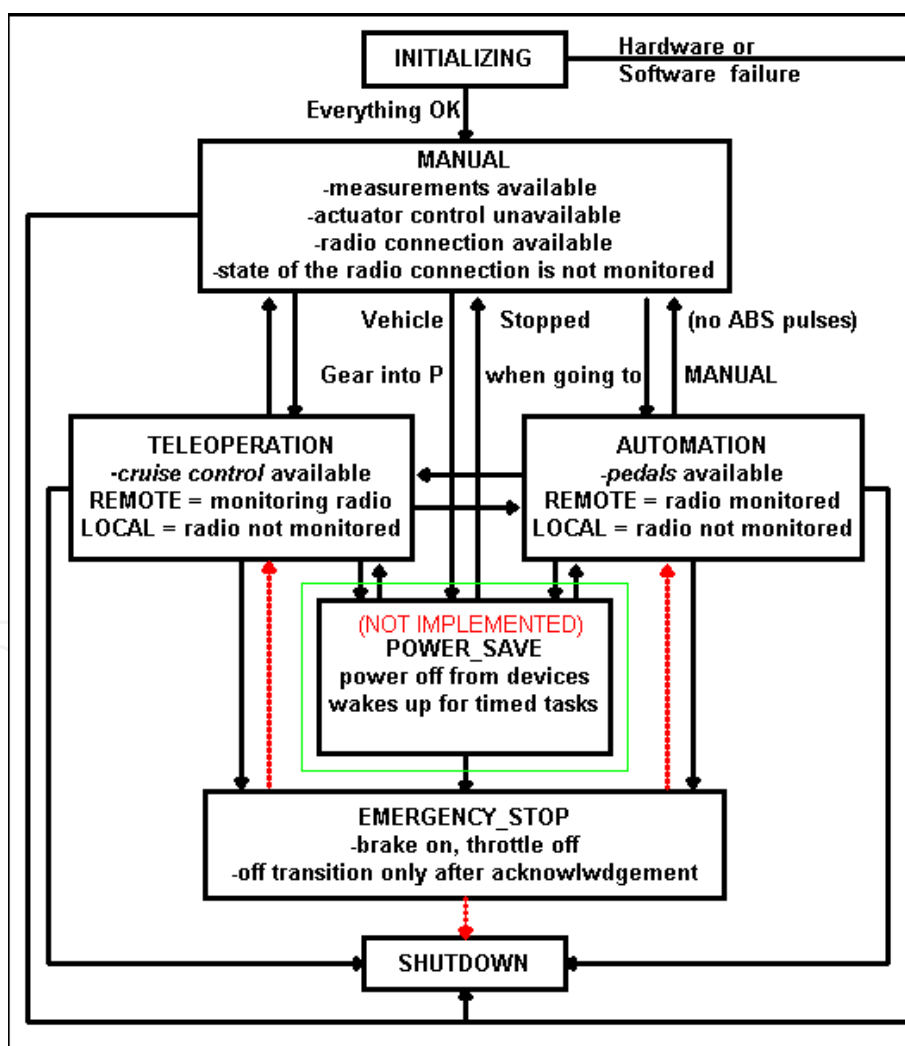 INITIALIZING
Hardware or
Software failure
Everything OK
MANUAL
-measurements available
-actuator control unavailable
-radio connection available
-state of the radio connection is not monitored
Vehicle Stopped (no ABS pulses)
Gear into P when going to MANUAL
TELEOPERATION
-cruise control available
REMOTE = monitoring radio
LOCAL = radio not monitored
AUTOMATION
-pedals available
REMOTE = radio monitored
LOCAL = radio not monitored
(NOT IMPLEMENTED)
POWER_SAVE
power off from devices
wakes up for timed tasks
EMERGENCY_STOP
-brake on, throttle off
-off transition only after acknowlwdgement
SHUTDOWN